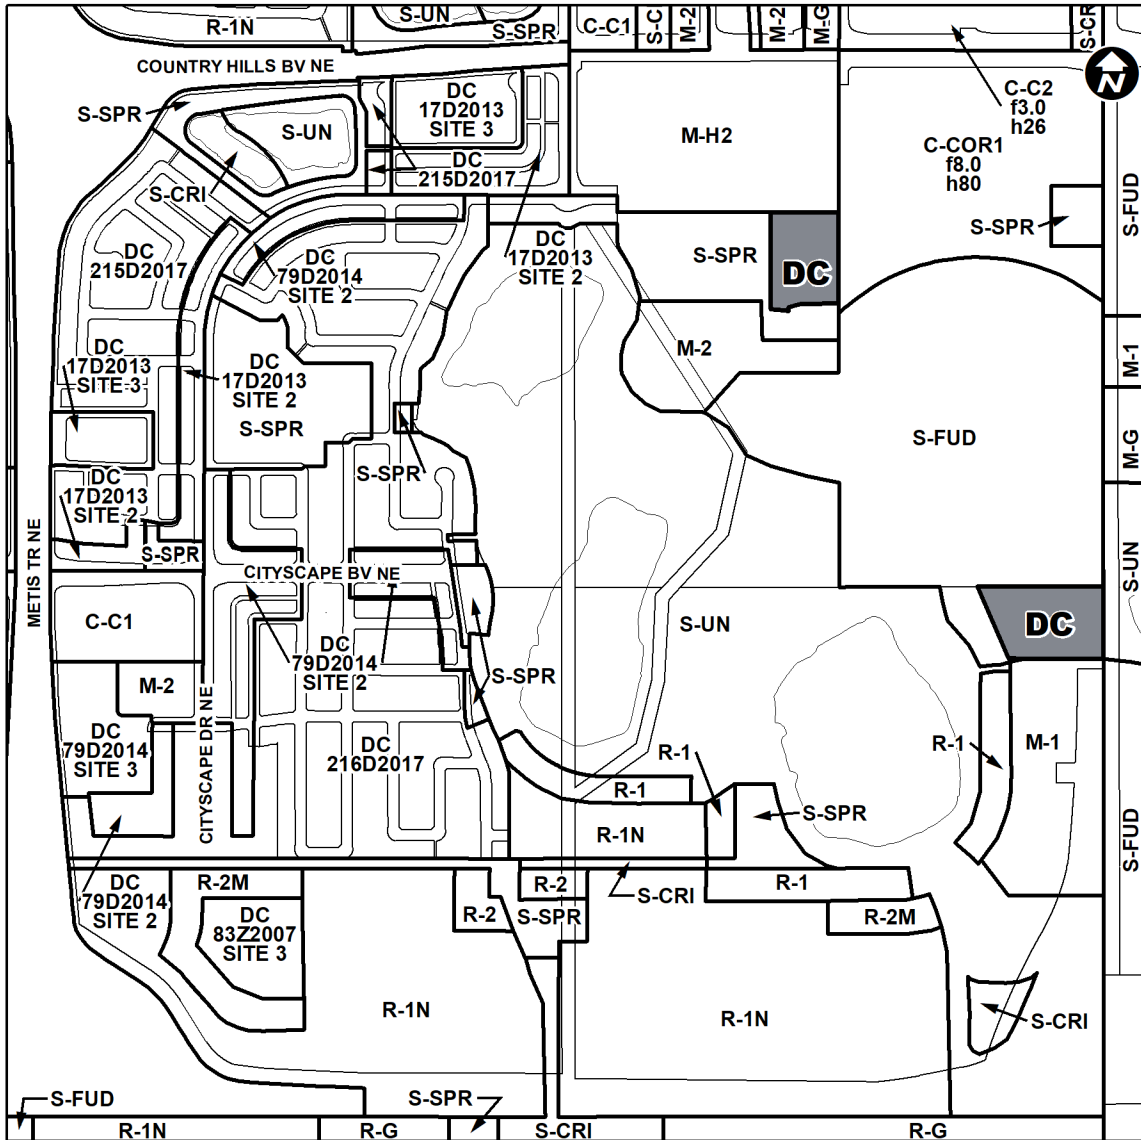 R-1N
S-UN
S-SPR
C-C1
S-C
M-2
M-2
M-G
S-CRI
N
COUNTRY HILLS BV NE
S-SPR
S-UN
S-CRI
DC
17D2013
SITE 3
DC
215D2017
M-H2
C-C2
f3.0
h26
C-COR1
f8.0
h80
S-SPR
S-FUD
DC
215D2017
DC
79D2014
SITE 2
DC
17D2013
SITE 2
S-SPR
DC
DC
17D2013
SITE 3
DC
17D2013
SITE 2
S-SPR
M-2
M-1
S-SPR
S-FUD
M-G
DC
17D2013
SITE 2
S-SPR
METIS TR NE
CITYSCAPE BV NE
S-UN
C-C1
S-UN
DC
DC
79D2014
SITE 2
S-SPR
M-2
CITYSCAPE DR NE
DC
79D2014
SITE 3
DC
216D2017
R-1
R-1
M-1
R-1
S-SPR
R-1N
S-FUD
DC
79D2014
SITE 2
R-2M
DC
83Z2007
SITE 3
R-2
R-2
S-SPR
S-CRI
R-1
R-2M
R-1N
R-1N
S-CRI
S-FUD
S-SPR
R-1N
R-G
S-CRI
R-G